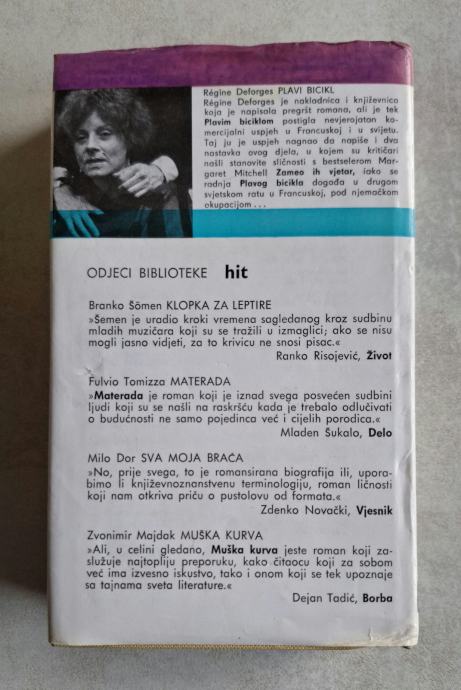 Régine Deforges PLAVI BICIKL
Régine Deforges je nakladnica i književnica
koja je napisala pregršt romana, ali je tek
Plavim biciklom postigla nevjerojatan ko-
mercijalni uspjeh u Francuskoj i u svijetu.
Taj ju je uspjeh nagnao da napiše i dva
nastavka ovog djela, u kojem su kritičari
našli stanovite sličnosti s bestselerom Mar-
garet Mitchell Zameo ih vjetar, iako se
radnja Plavog bicikla događa u drugom
svjetskom ratu u Francuskoj, pod njemačkom
okupacijom...
ODJECI BIBLIOTEKE hit
Branko Šömen KLOPKA ZA LEPTIRE
»Šemen je uradio kroki vremena sagledanog kroz sudbinu
mladih muzičara koji su se tražili u izmaglici; ako se nisu
mogli jasno vidjeti, za to krivicu ne snosi pisac.«
Ranko Risojević, Život
Fulvio Tomizza MATERADA
»Materada je roman koji je iznad svega posvećen sudbini
ljudi koji su se našli na raskršću kada je trebalo odlučivati
o budućnosti ne samo pojedinca već i cijelih porodica.«
Mladen Šukalo, Delo
Milo Dor SVA MOJA BRAĆA
»No, prije svega, to je romansirana biografija ili, upora-
bimo li književnoznanstvenu terminologiju, roman ličnosti
koji nam otkriva priču o pustolovu od formata.«
Zdenko Novački, Vjesnik
Zvonimir Majdak MUŠKA KURVA
»Ali, u celini gledano, Muška kurva jeste roman koji za-
služuje najtopliju preporuku, kako čitaocu koji za sobom
već ima izvesno iskustvo, tako i onom koji se tek upoznaje
sa tajnama sveta literature.«
Dejan Tadić, Borba